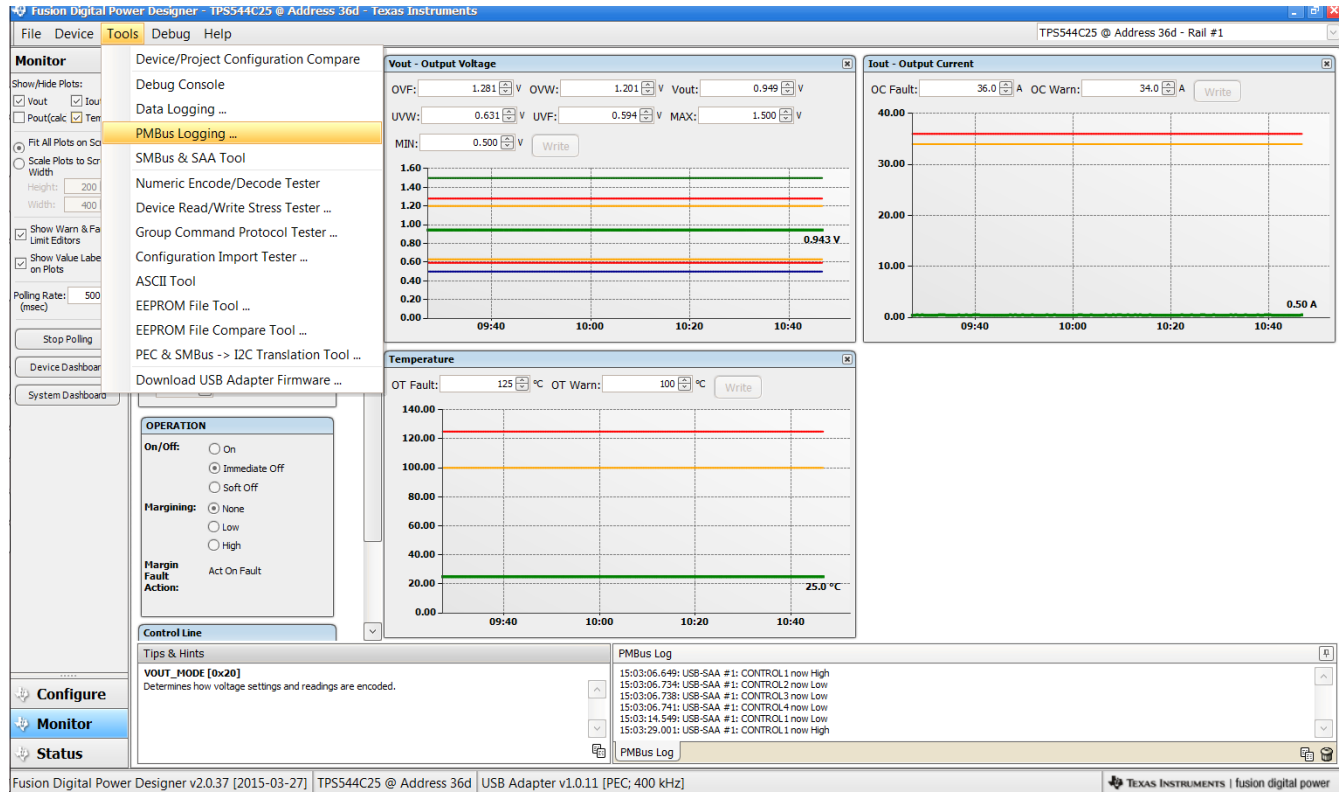 Fusion Digital Power Designer - TPS544C25 @ Address 36d - Texas Instruments
File Device Tools Debug Help
TPS544C25 @ Address 36d - Rail #1
Monitor
Show/Hide Plots:
Vout
Pout(calc
Fit All Plots on
Scale Plots to
Width
Height: 200
Width: 400
Show Warn &
Limit Editors
Show Value
on Plots
Polling Rate: 500
(msec)
Stop Polling
Device
System Dashboard
Device/Project Configuration Compare
Debug Console
Data Logging ...
PMBus Logging ...
SMBus & SAA Tool
Numeric Encode/Decode Tester
Device Read/Write Stress Tester ...
Group Command Protocol Tester ...
Configuration Import Tester ...
ASCII Tool
EEPROM File Tool ...
EEPROM File Compare Tool ...
PEC & SMBus -> I2C Translation Tool ...
Download USB Adapter Firmware ...
OPERATION
On/Off: On
Immediate Off
Soft Off
Margining: None
Low
High
Margin
Fault
Action:
Act On Fault
Control Line
Vout - Output Voltage
OVF: 1.281 V OVW: 1.201 V Vout: 0.949 V
UVW: 0.631 V UVF: 0.594 V MAX: 1.500 V
MIN: 0.500 V Write
1.60
1.40
1.20
1.00
0.80
0.943 V
0.60
0.40
0.20
0.00
09:40 10:00 10:20 10:40
Iout - Output Current
OC Fault: 36.0 A OC Warn: 34.0 A Write
40.00
30.00
20.00
10.00
0.50 A
0.00
09:40 10:00 10:20 10:40
Temperature
OT Fault: 125 °C OT Warn: 100 °C Write
140.00
120.00
100.00
80.00
60.00
40.00
20.00
25.0 °C
0.00
09:40 10:00 10:20 10:40
Tips & Hints
VOUT_MODE [0x20]
Determines how voltage settings and readings are encoded.
PMBus Log
15:03:06.649: USB-SAA #1: CONTROL1 now High
15:03:06.734: USB-SAA #1: CONTROL2 now Low
15:03:06.738: USB-SAA #1: CONTROL3 now Low
15:03:06.741: USB-SAA #1: CONTROL4 now Low
15:03:14.549: USB-SAA #1: CONTROL1 now Low
15:03:29.001: USB-SAA #1: CONTROL1 now High
PMBus Log
Configure
Monitor
Status
Fusion Digital Power Designer v2.0.37 [2015-03-27] TPS544C25 @ Address 36d USB Adapter v1.0.11 [PEC; 400 kHz]
TEXAS INSTRUMENTS | fusion digital power